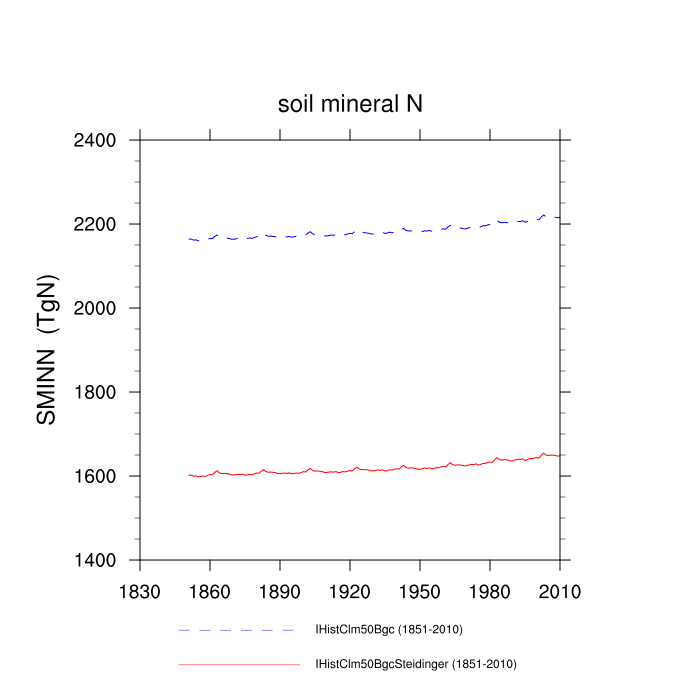 soil mineral N
2400
2200
2000
1800
1600
1400
SMINN (TgN)
1830 1860 1890 1920 1950 1980 2010
IHistClm50Bgc (1851-2010)
IHistClm50BgcSteidinger (1851-2010)